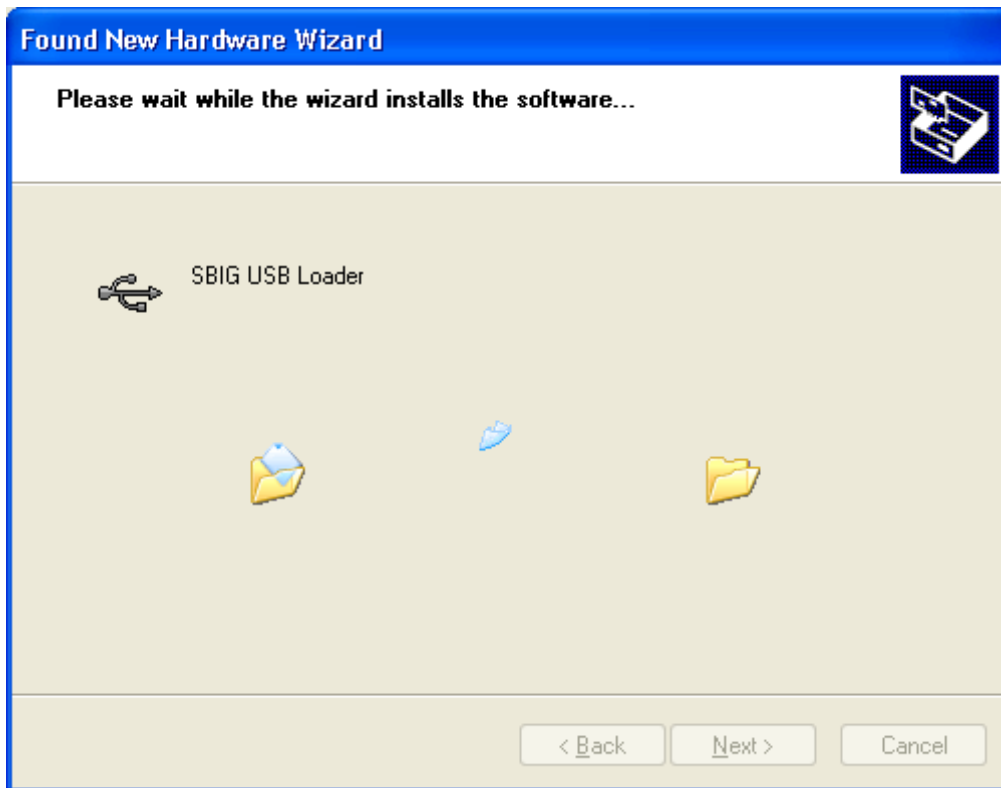 Found New Hardware Wizard
Please wait while the wizard installs the software...
SBIG USB Loader
< Back
Next >
Cancel